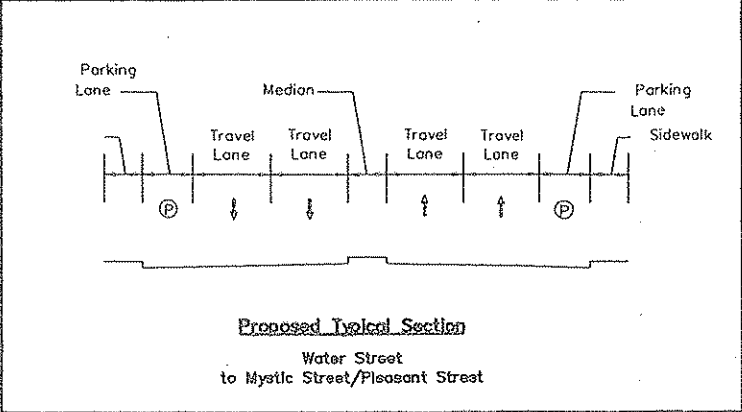 Parking
Lane
Median
Parking
Lane
Travel
Lane
Travel
Lane
Travel
Lane
Travel
Lane
Sidewalk
P
P
Proposed Typical Section
Water Street
to Mystic Street/Pleasant Street